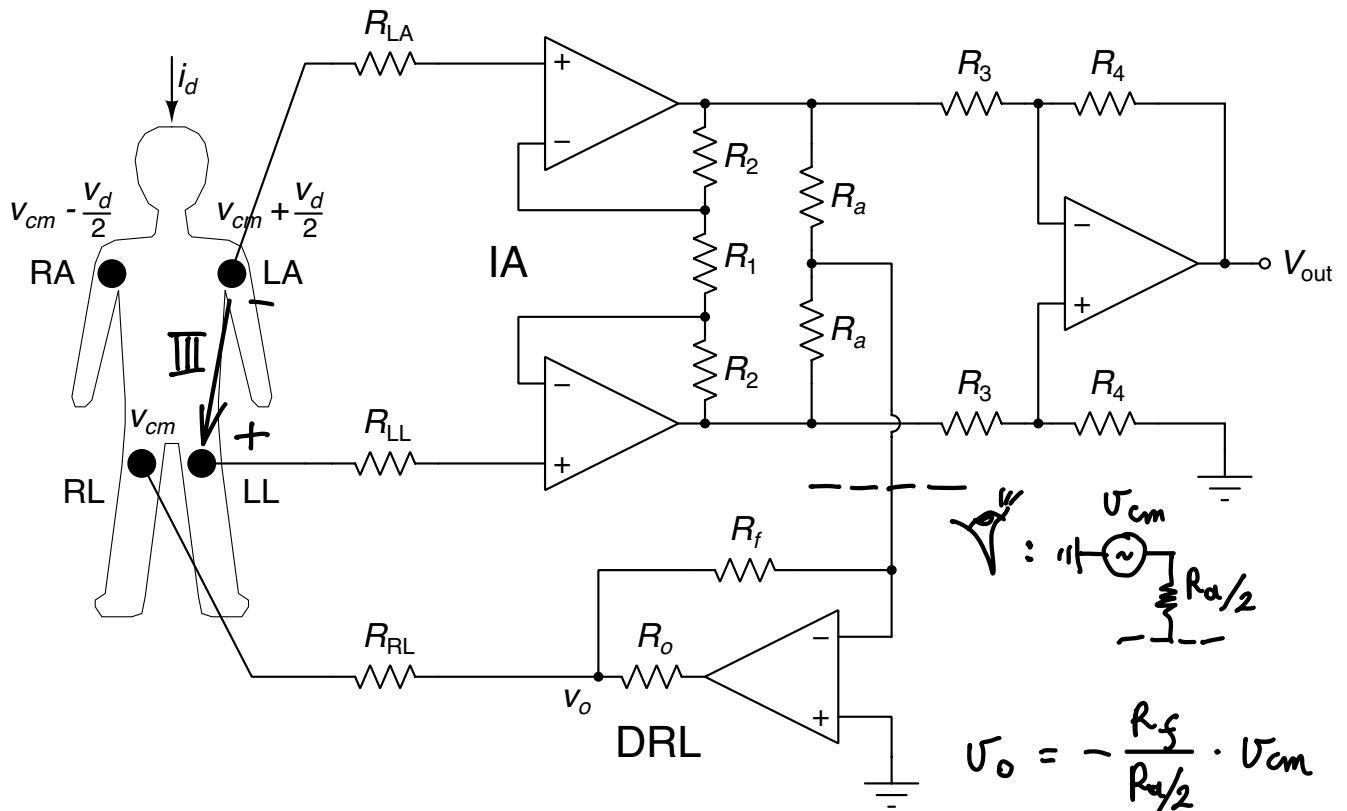 R_LA
i_d
+
R_3
R_4
−
R_2
R_a
v_cm - v_d/2
v_cm + v_d/2
IA
R_1
−
RA
LA
V_out
−
III
+
R_a
−
R_2
R_3
R_4
v_cm
+
R_LL
+
RL
LL
v_cm
R_f
:
~
R_a/2
R_RL
R_o
−
v_o
+
DRL
v_o = - R_f / (R_a/2) · v_cm